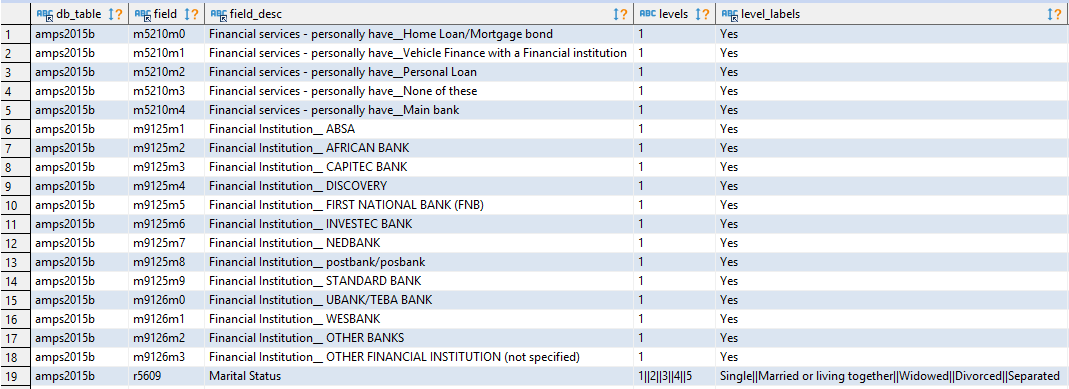 db_table field field_desc levels level_labels
1 amps2015b m5210m0 Financial services - personally have__Home Loan/Mortgage bond 1 Yes
2 amps2015b m5210m1 Financial services - personally have__Vehicle Finance with a Financial institution 1 Yes
3 amps2015b m5210m2 Financial services - personally have__Personal Loan 1 Yes
4 amps2015b m5210m3 Financial services - personally have__None of these 1 Yes
5 amps2015b m5210m4 Financial services - personally have__Main bank 1 Yes
6 amps2015b m9125m1 Financial Institution__ ABSA 1 Yes
7 amps2015b m9125m2 Financial Institution__ AFRICAN BANK 1 Yes
8 amps2015b m9125m3 Financial Institution__ CAPITEC BANK 1 Yes
9 amps2015b m9125m4 Financial Institution__ DISCOVERY 1 Yes
10 amps2015b m9125m5 Financial Institution__ FIRST NATIONAL BANK (FNB) 1 Yes
11 amps2015b m9125m6 Financial Institution__ INVESTEC BANK 1 Yes
12 amps2015b m9125m7 Financial Institution__ NEDBANK 1 Yes
13 amps2015b m9125m8 Financial Institution__ postbank/posbank 1 Yes
14 amps2015b m9125m9 Financial Institution__ STANDARD BANK 1 Yes
15 amps2015b m9126m0 Financial Institution__ UBANK/TEBA BANK 1 Yes
16 amps2015b m9126m1 Financial Institution__ WESBANK 1 Yes
17 amps2015b m9126m2 Financial Institution__ OTHER BANKS 1 Yes
18 amps2015b m9126m3 Financial Institution__ OTHER FINANCIAL INSTITUTION (not specified) 1 Yes
19 amps2015b r5609 Marital Status 1||2||3||4||5 Single||Married or living together||Widowed||Divorced||Separated